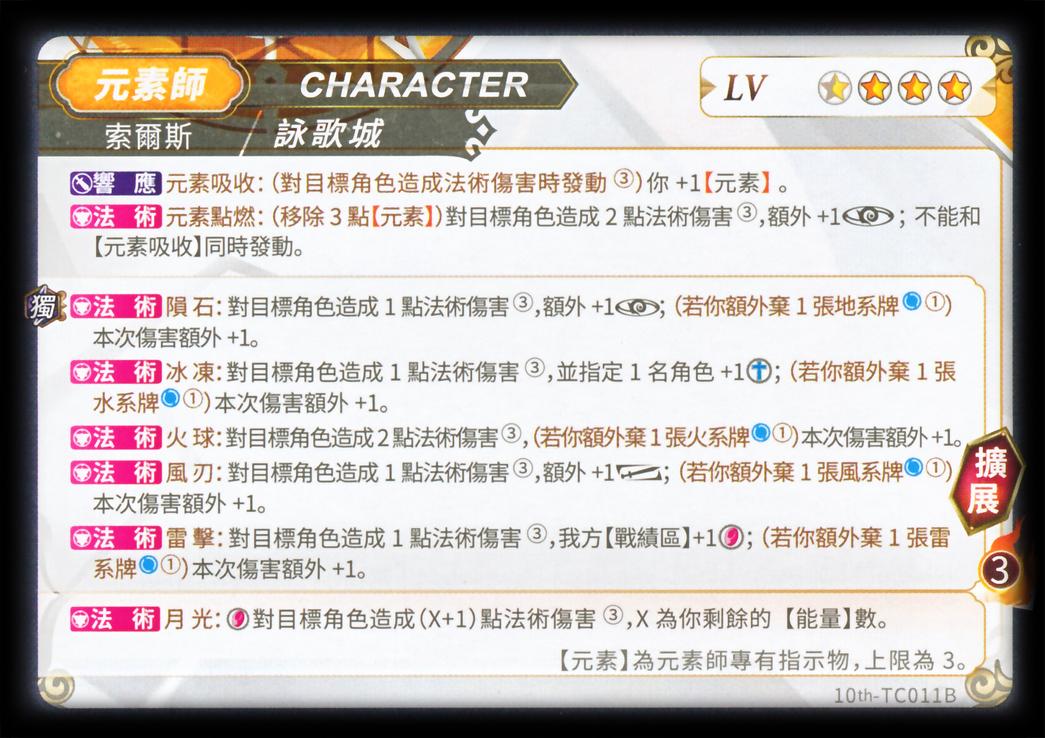 元素師 CHARACTER LV
索爾斯 詠歌城
響應 元素吸收：(對目標角色造成法術傷害時發動 ③)你 +1【元素】。
法術 元素點燃：(移除 3 點【元素】)對目標角色造成 2 點法術傷害 ③,額外 +1；不能和
【元素吸收】同時發動。
獨 法術 隕石：對目標角色造成 1 點法術傷害 ③,額外 +1；(若你額外棄 1 張地系牌 ①)
本次傷害額外 +1。
法術 冰凍：對目標角色造成 1 點法術傷害 ③,並指定 1 名角色 +1；(若你額外棄 1 張
水系牌 ①)本次傷害額外 +1。
法術 火球：對目標角色造成2點法術傷害 ③,(若你額外棄1張火系牌 ①)本次傷害額外 +1。
法術 風刃：對目標角色造成 1 點法術傷害 ③,額外 +1；(若你額外棄 1 張風系牌 ①)
本次傷害額外 +1。
擴展
法術 雷擊：對目標角色造成 1 點法術傷害 ③,我方【戰績區】+1；(若你額外棄 1 張雷
系牌 ①)本次傷害額外 +1。
3
法術 月光：對目標角色造成(X+1)點法術傷害 ③,X 為你剩餘的【能量】數。
【元素】為元素師專有指示物,上限為 3。
10th-TC011B